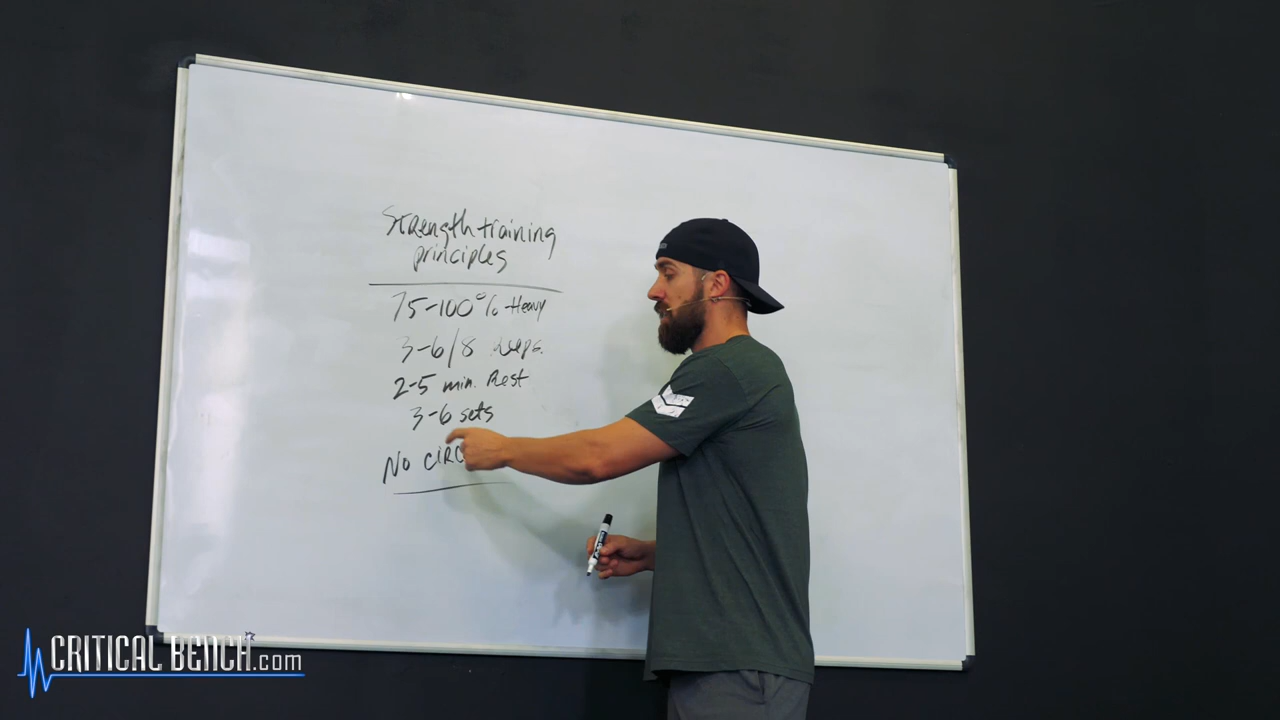 Strength training
principles
75-100% Heavy
3-6/8 reps.
2-5 min. Rest
3-6 sets
No CIRC
CRITICAL BENCH.com